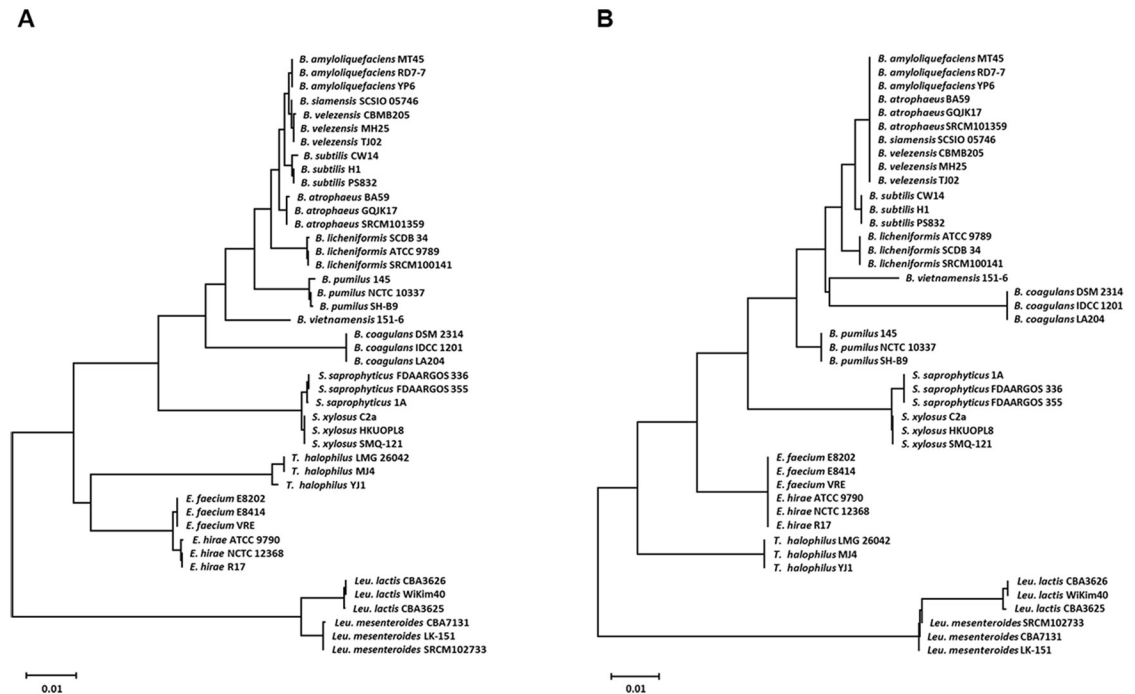 A
B. amyloliquefaciens MT45
B. amyloliquefaciens RD7-7
B. amyloliquefaciens YP6
B. siamensis SCSIO 05746
B. velezensis CBMB205
B. velezensis MH25
B. velezensis TJ02
B. subtilis CW14
B. subtilis H1
B. subtilis PS832
B. atrophaeus BA59
B. atrophaeus GQJK17
B. atrophaeus SRCM101359
B. licheniformis SCDB 34
B. licheniformis ATCC 9789
B. licheniformis SRCM100141
B. pumilus 145
B. pumilus NCTC 10337
B. pumilus SH-B9
B. vietnamensis 151-6
B. coagulans DSM 2314
B. coagulans IDCC 1201
B. coagulans LA204
S. saprophyticus FDAARGOS 336
S. saprophyticus FDAARGOS 355
S. saprophyticus 1A
S. xylosus C2a
S. xylosus HKUOPL8
S. xylosus SMQ-121
T. halophilus LMG 26042
T. halophilus MJ4
T. halophilus YJ1
E. faecium E8202
E. faecium E8414
E. faecium VRE
E. hirae ATCC 9790
E. hirae NCTC 12368
E. hirae R17
Leu. lactis CBA3626
Leu. lactis WiKim40
Leu. lactis CBA3625
Leu. mesenteroides CBA7131
Leu. mesenteroides LK-151
Leu. mesenteroides SRCM102733
0.01
B
B. amyloliquefaciens MT45
B. amyloliquefaciens RD7-7
B. amyloliquefaciens YP6
B. atrophaeus BA59
B. atrophaeus GQJK17
B. atrophaeus SRCM101359
B. siamensis SCSIO 05746
B. velezensis CBMB205
B. velezensis MH25
B. velezensis TJ02
B. subtilis CW14
B. subtilis H1
B. subtilis PS832
B. licheniformis ATCC 9789
B. licheniformis SCDB 34
B. licheniformis SRCM100141
B. vietnamensis 151-6
B. coagulans DSM 2314
B. coagulans IDCC 1201
B. coagulans LA204
B. pumilus 145
B. pumilus NCTC 10337
B. pumilus SH-B9
S. saprophyticus 1A
S. saprophyticus FDAARGOS 336
S. saprophyticus FDAARGOS 355
S. xylosus C2a
S. xylosus HKUOPL8
S. xylosus SMQ-121
E. faecium E8202
E. faecium E8414
E. faecium VRE
E. hirae ATCC 9790
E. hirae NCTC 12368
E. hirae R17
T. halophilus LMG 26042
T. halophilus MJ4
T. halophilus YJ1
Leu. lactis CBA3626
Leu. lactis WiKim40
Leu. lactis CBA3625
Leu. mesenteroides SRCM102733
Leu. mesenteroides CBA7131
Leu. mesenteroides LK-151
0.01